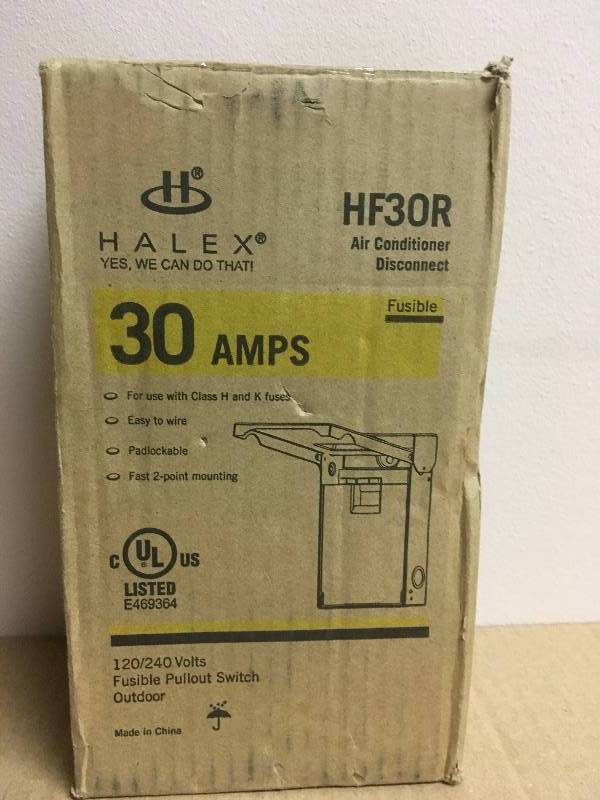 H®
HALEX®
YES, WE CAN DO THAT!
HF30R
Air Conditioner
Disconnect
Fusible
30 AMPS
For use with Class H and K fuses
Easy to wire
Padlockable
Fast 2-point mounting
C UL ® US
LISTED
E469364
120/240 Volts
Fusible Pullout Switch
Outdoor
Made in China